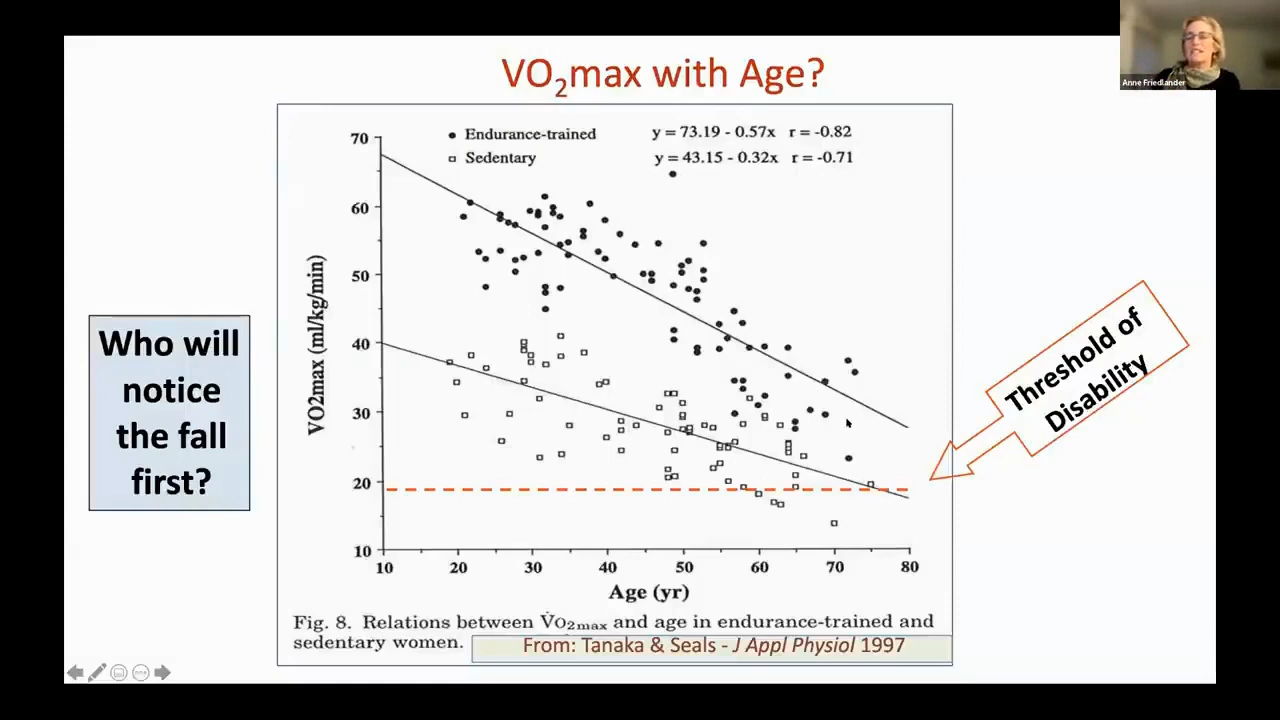 VO2max with Age?
Anne Friedlander
Endurance-trained y = 73.19 - 0.57x r = -0.82
Sedentary y = 43.15 - 0.32x r = -0.71
70
60
50
40
30
20
10
VO2max (ml/kg/min)
10 20 30 40 50 60 70 80
Age (yr)
Who will
notice
the fall
first?
Threshold of
Disability
Fig. 8. Relations between V̇O2max and age in endurance-trained and
sedentary women.
From: Tanaka & Seals - J Appl Physiol 1997